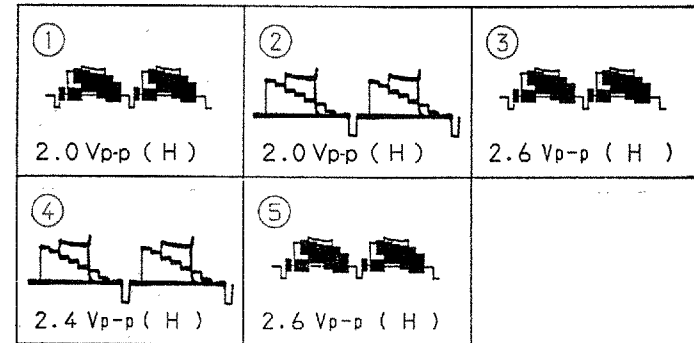 ① ② ③
2.0 Vp-p ( H ) 2.0 Vp-p ( H ) 2.6 Vp-p ( H )
④ ⑤
2.4 Vp-p ( H ) 2.6 Vp-p ( H )